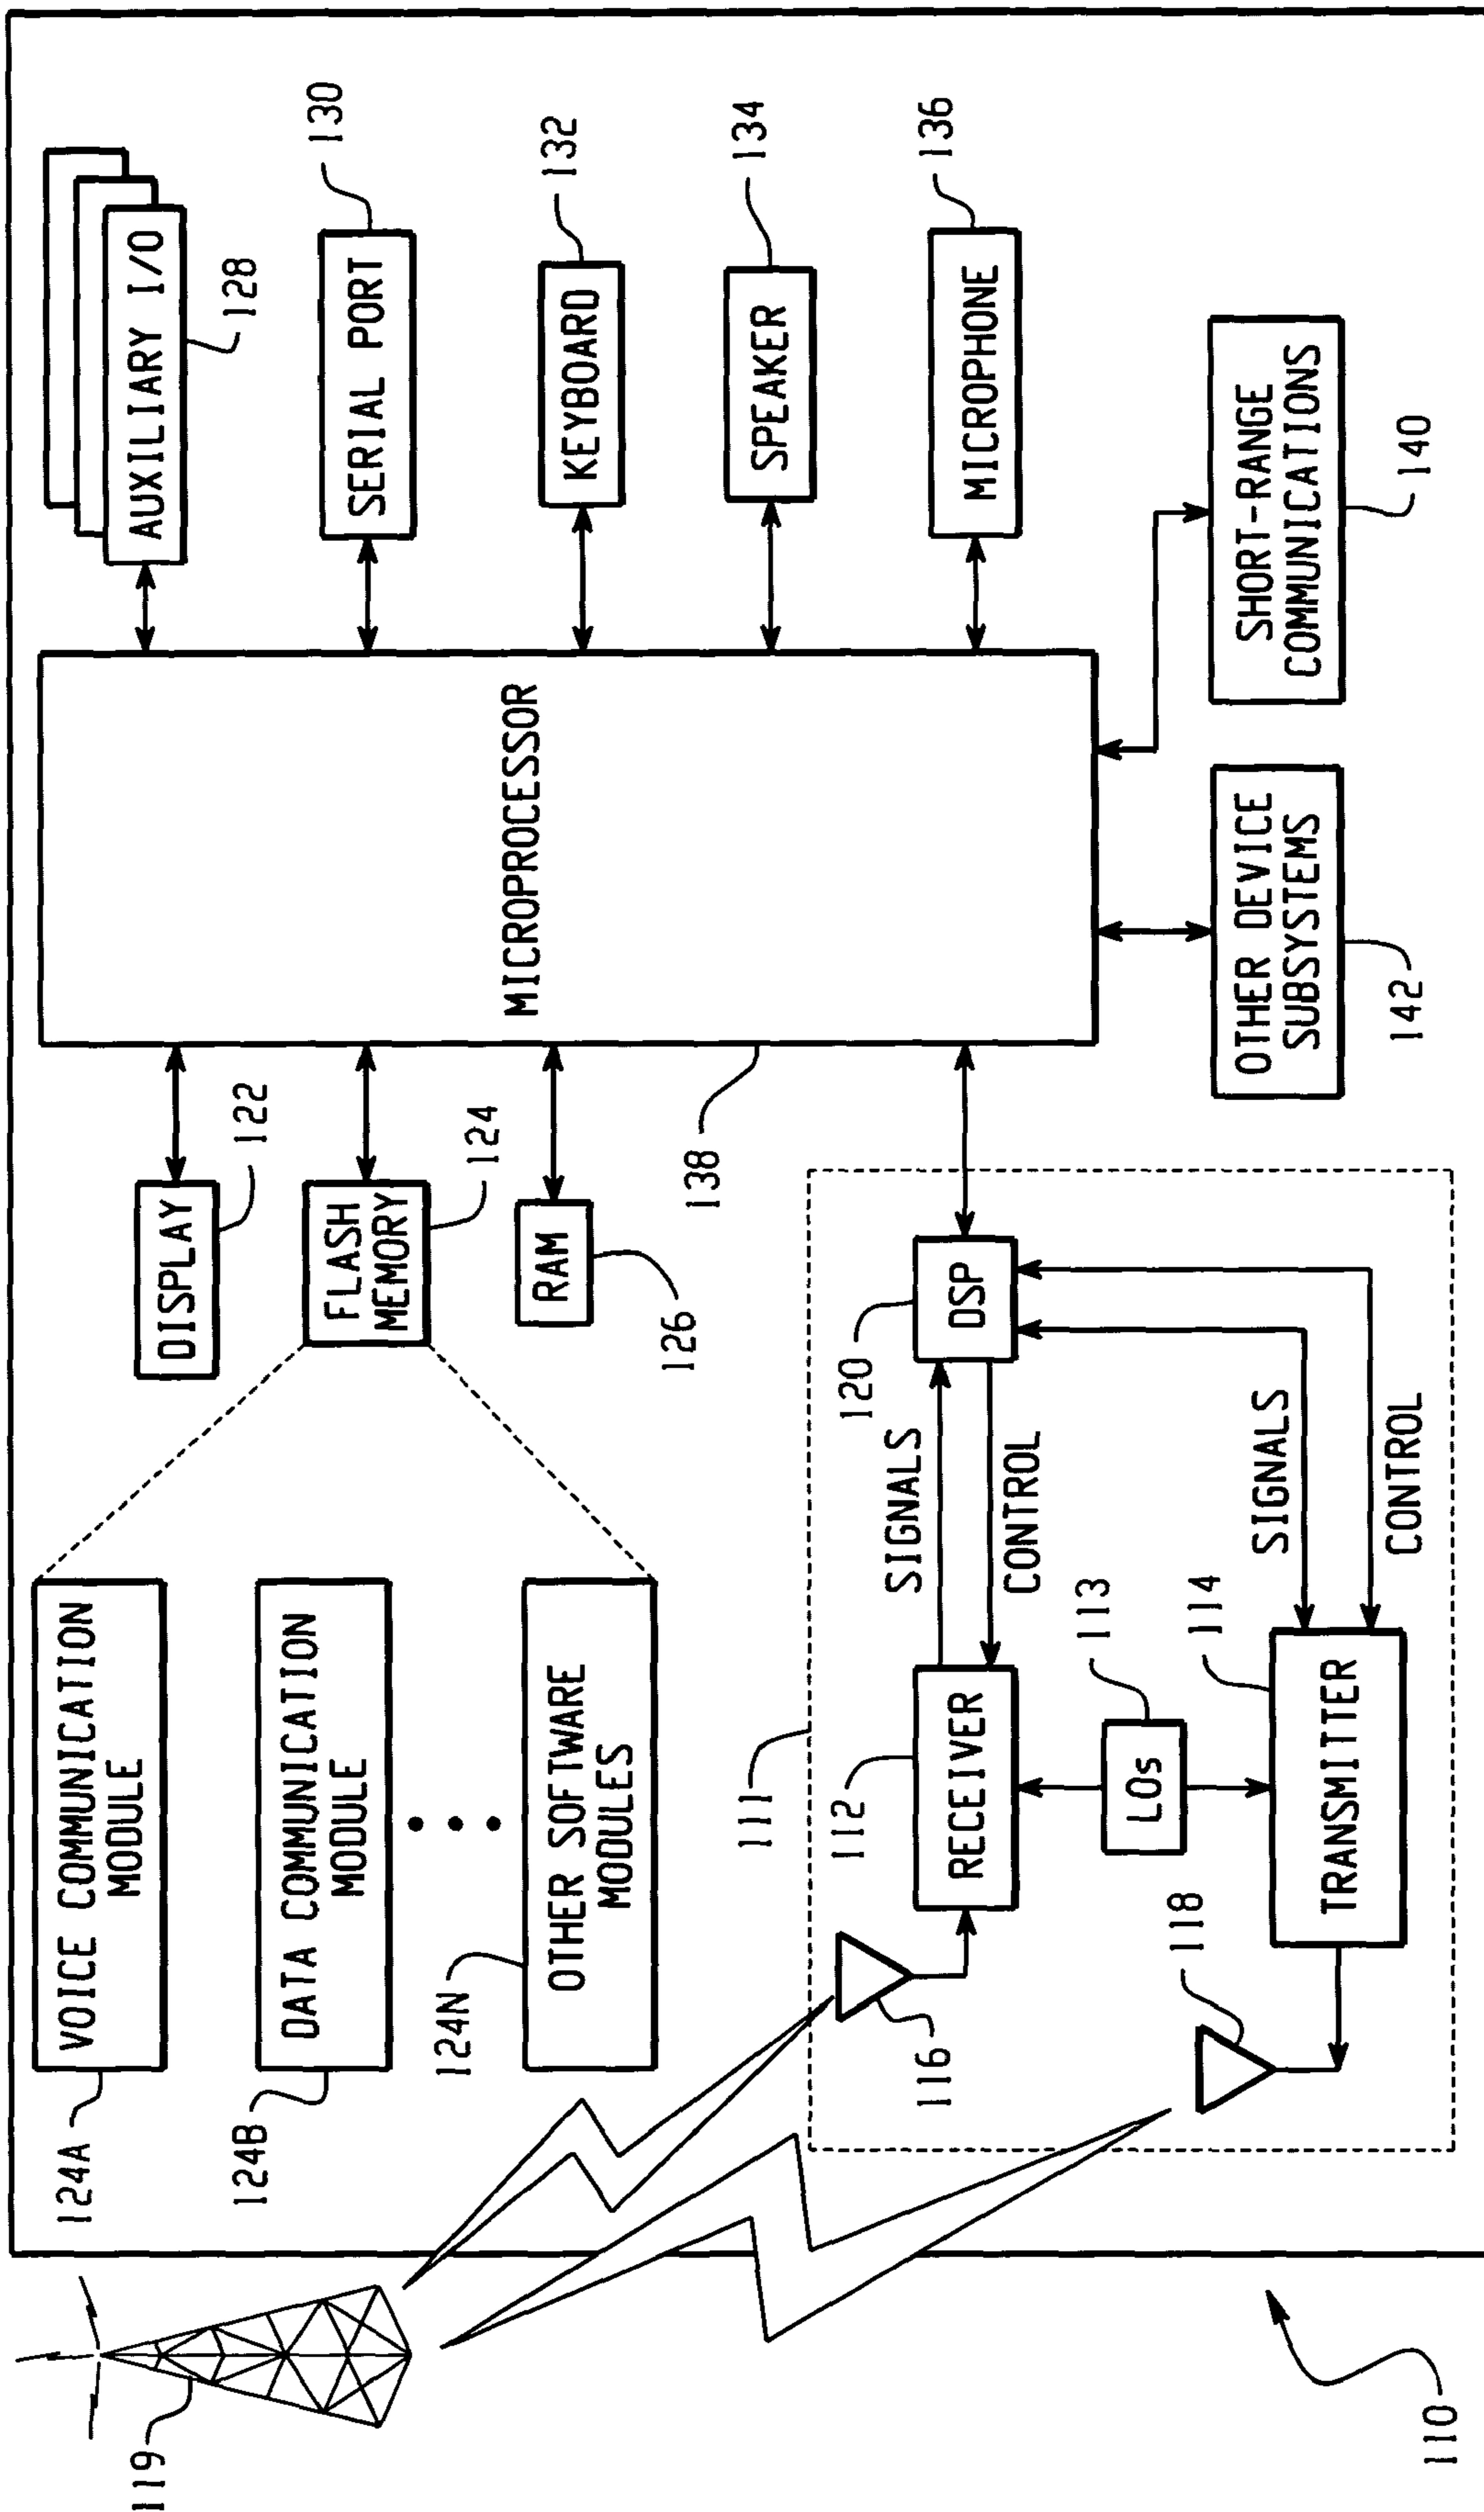 119
110
124A
VOICE COMMUNICATION
MODULE
124B
DATA COMMUNICATION
MODULE
124N
OTHER SOFTWARE
MODULES
DISPLAY
122
FLASH
MEMORY
124
RAM
126
138
MICROPROCESSOR
AUXILIARY I/O
128
SERIAL PORT
130
KEYBOARD
132
SPEAKER
134
MICROPHONE
136
SHORT-RANGE
COMMUNICATIONS
140
OTHER DEVICE
SUBSYSTEMS
142
111
116
112
RECEIVER
SIGNALS
CONTROL
120
DSP
113
LOs
118
114
TRANSMITTER
SIGNALS
CONTROL